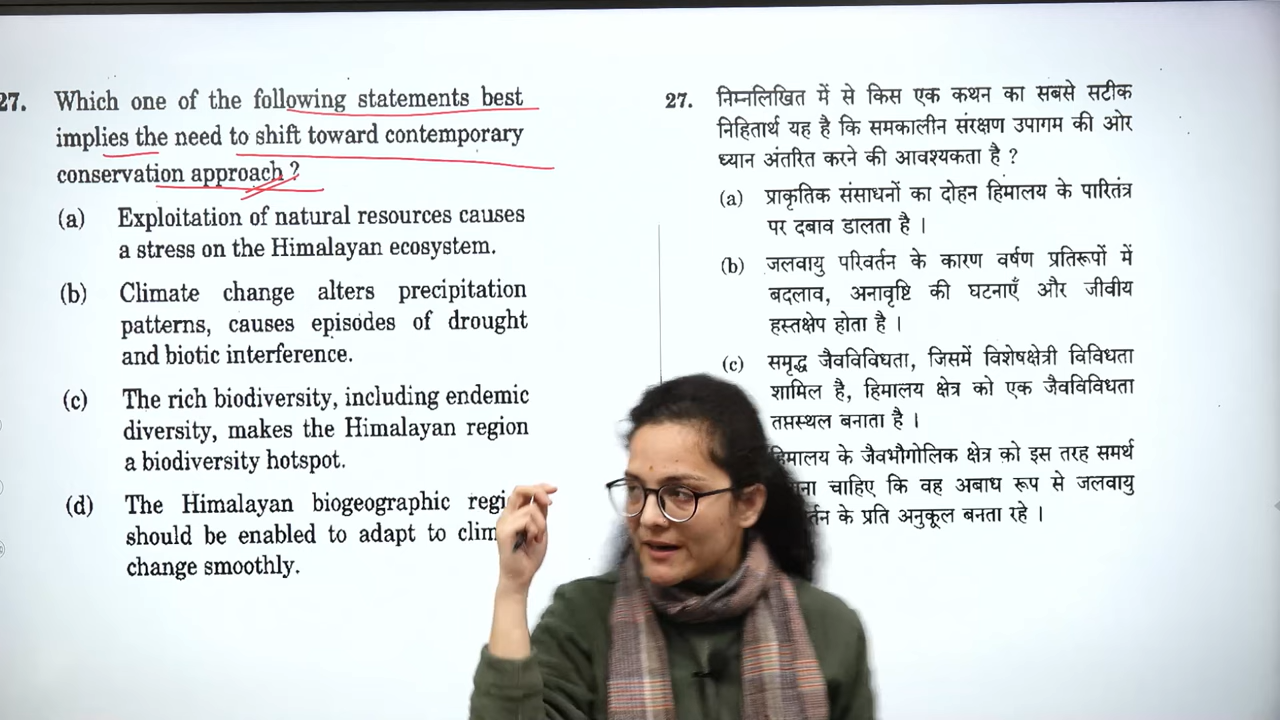 27. Which one of the following statements best
implies the need to shift toward contemporary
conservation approach ?
(a) Exploitation of natural resources causes
a stress on the Himalayan ecosystem.
(b) Climate change alters precipitation
patterns, causes episodes of drought
and biotic interference.
(c) The rich biodiversity, including endemic
diversity, makes the Himalayan region
a biodiversity hotspot.
(d) The Himalayan biogeographic
should be enabled to adapt to
change smoothly.
27. निम्नलिखित में से किस एक कथन का सबसे सटीक
निहितार्थ यह है कि समकालीन संरक्षण उपागम की ओर
ध्यान अंतरित करने की आवश्यकता है ?
(a) प्राकृतिक संसाधनों का दोहन हिमालय के पारितंत्र
पर दबाव डालता है ।
(b) जलवायु परिवर्तन के कारण वर्षण प्रतिरूपों में
बदलाव, अनावृष्टि की घटनाएँ और जीवीय
हस्तक्षेप होता है ।
(c) समृद्ध जैवविविधता, जिसमें विशेषक्षेत्री विविधता
शामिल है, हिमालय क्षेत्र को एक जैवविविधता
तप्तस्थल बनाता है ।
हिमालय के जैवभौगोलिक क्षेत्र को इस तरह समर्थ
चाहिए कि वह अबाध रूप से जलवायु
के प्रति अनुकूल बनता रहे ।